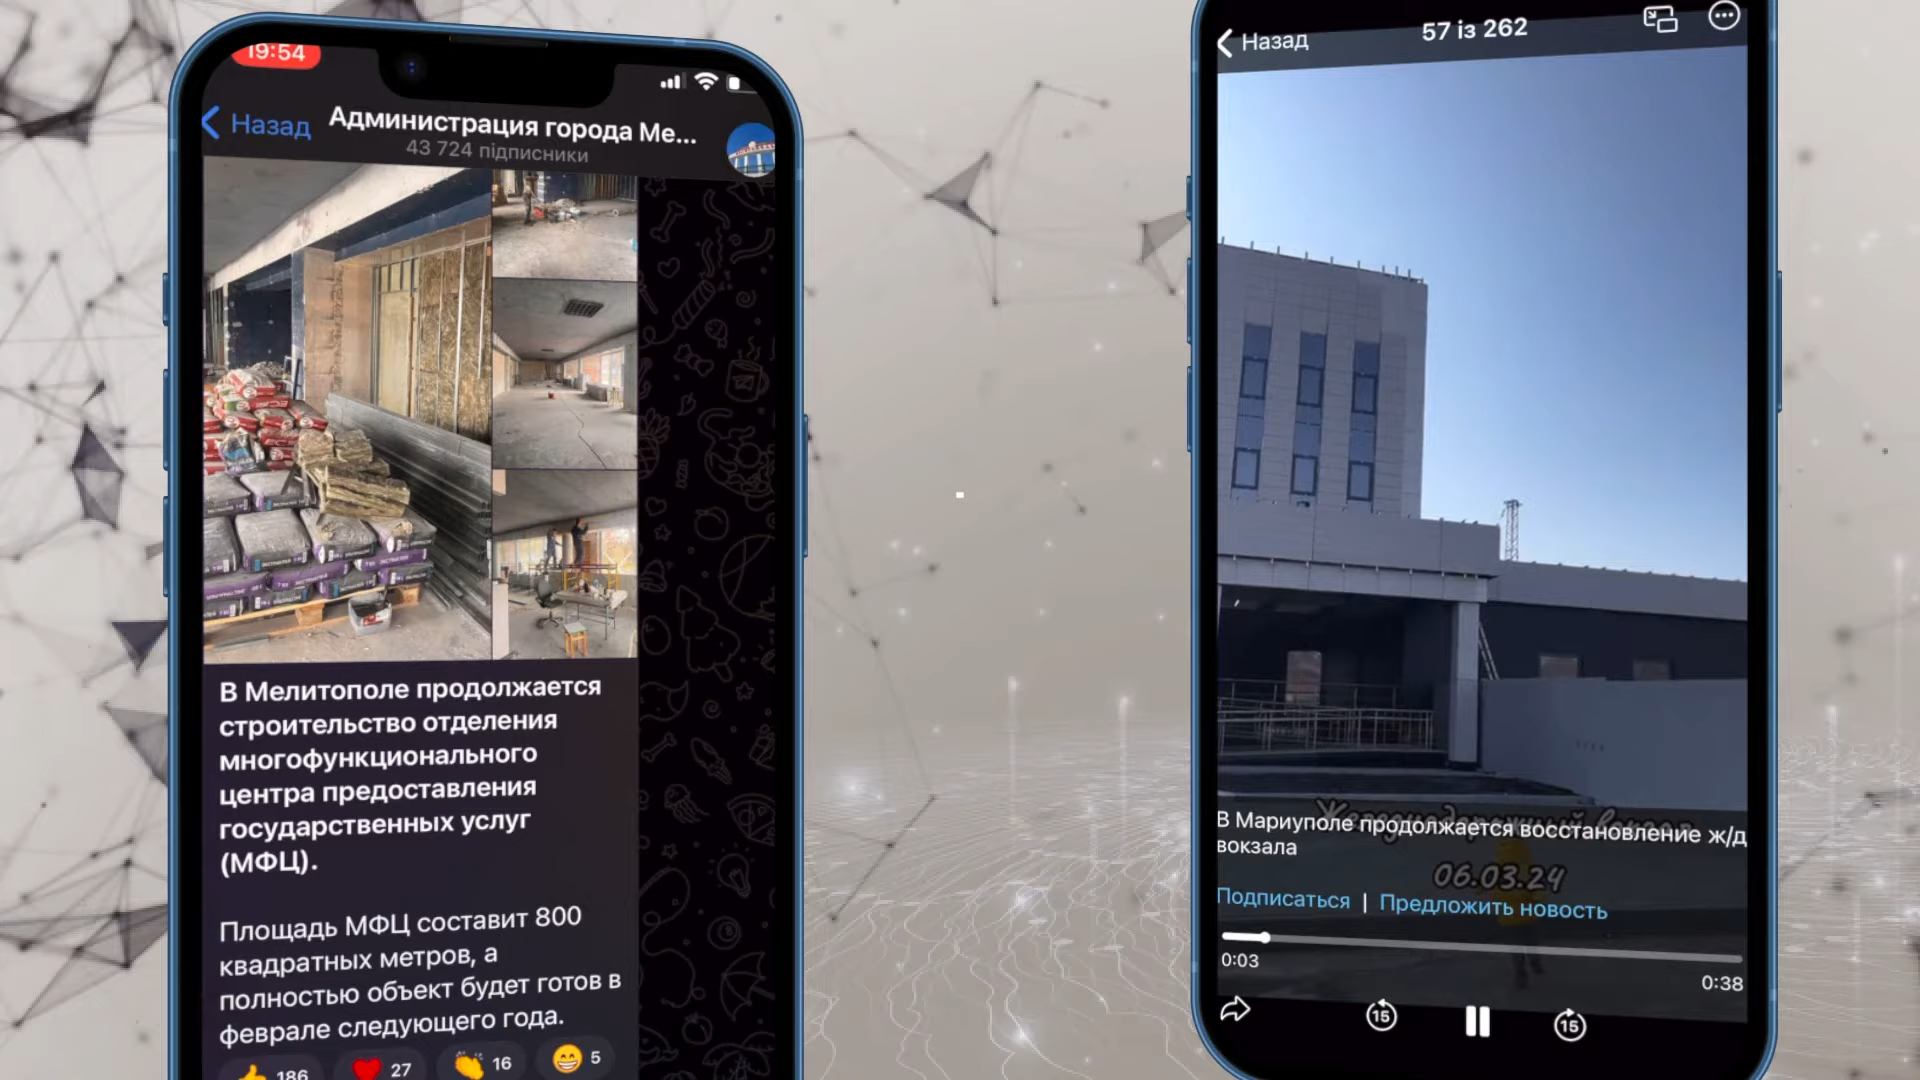 19:54
Назад
Администрация города Ме...
43 724 підписники
В Мелитополе продолжается
строительство отделения
многофункционального
центра предоставления
государственных услуг
(МФЦ).
Площадь МФЦ составит 800
квадратных метров, а
полностью объект будет готов в
феврале следующего года.
186
27
16
5
Назад
57 із 262
Железнодорожный вокзал
В Мариуполе продолжается восстановление ж/д
вокзала
06.03.24
Подписаться | Предложить новость
0:03
0:38
15
15